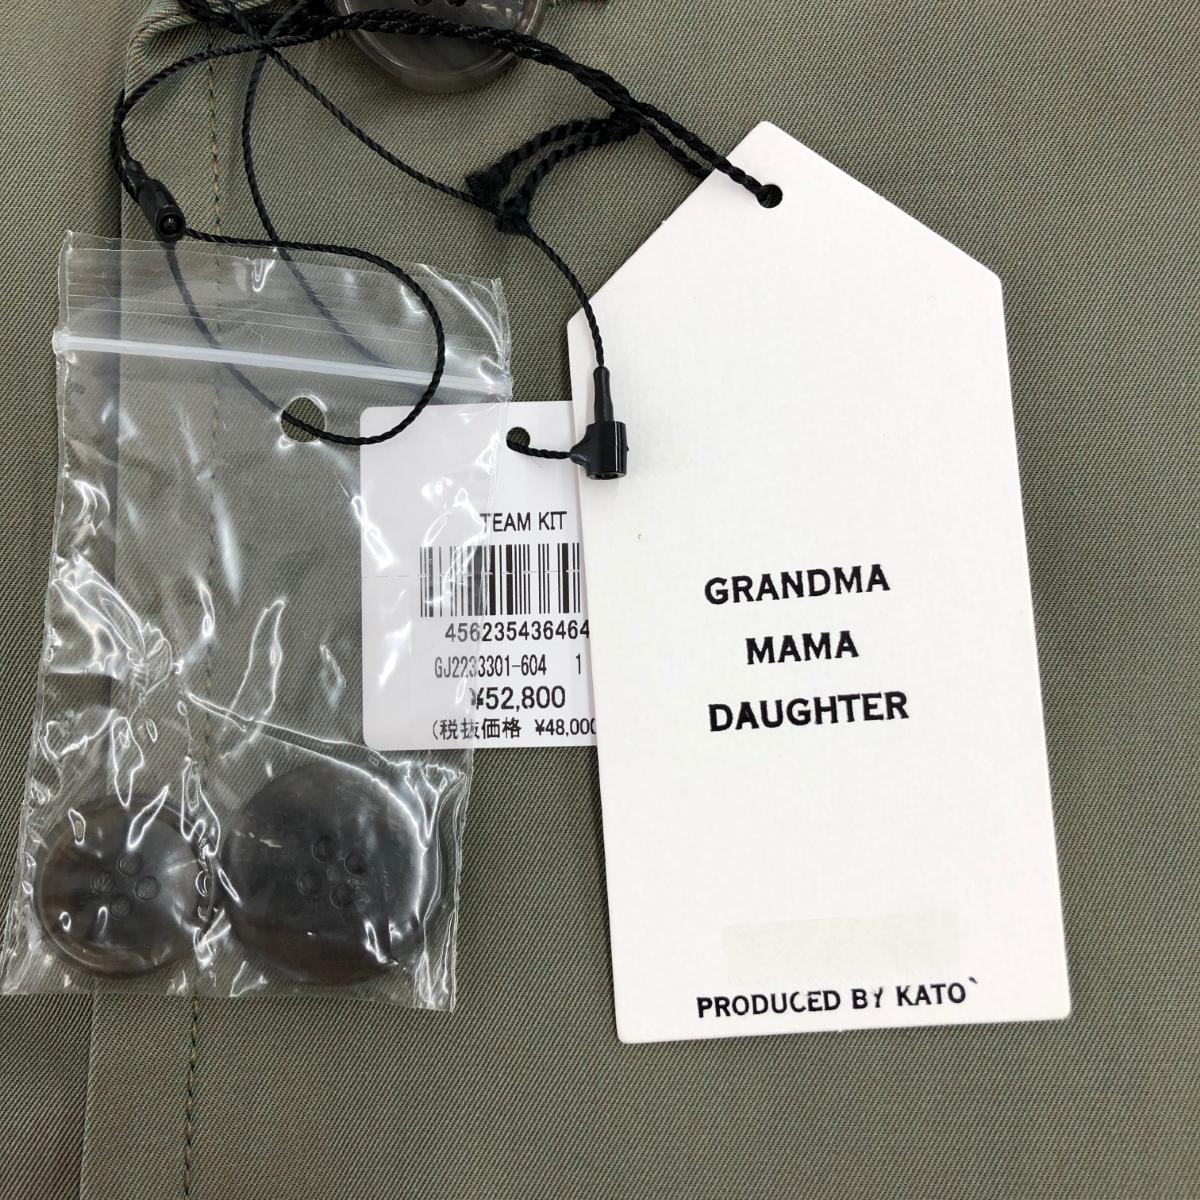 TEAM KIT
456235436464
GJ2233301-604 1
¥52,800
(税抜価格 ¥48,000
GRANDMA
MAMA
DAUGHTER
PRODUCED BY KATO`